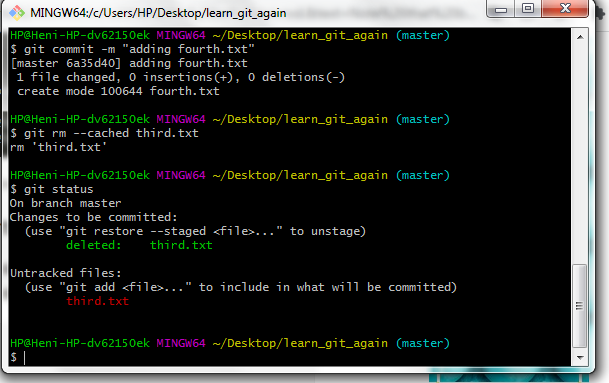 MINGW64:/c/Users/HP/Desktop/learn_git_again
HP@Heni-HP-dv62150ek MINGW64 ~/Desktop/learn_git_again (master)
$ git commit -m "adding fourth.txt"
[master 6a35d40] adding fourth.txt
 1 file changed, 0 insertions(+), 0 deletions(-)
 create mode 100644 fourth.txt
HP@Heni-HP-dv62150ek MINGW64 ~/Desktop/learn_git_again (master)
$ git rm --cached third.txt
rm 'third.txt'
HP@Heni-HP-dv62150ek MINGW64 ~/Desktop/learn_git_again (master)
$ git status
On branch master
Changes to be committed:
  (use "git restore --staged <file>..." to unstage)
        deleted:    third.txt
Untracked files:
  (use "git add <file>..." to include in what will be committed)
        third.txt
HP@Heni-HP-dv62150ek MINGW64 ~/Desktop/learn_git_again (master)
$